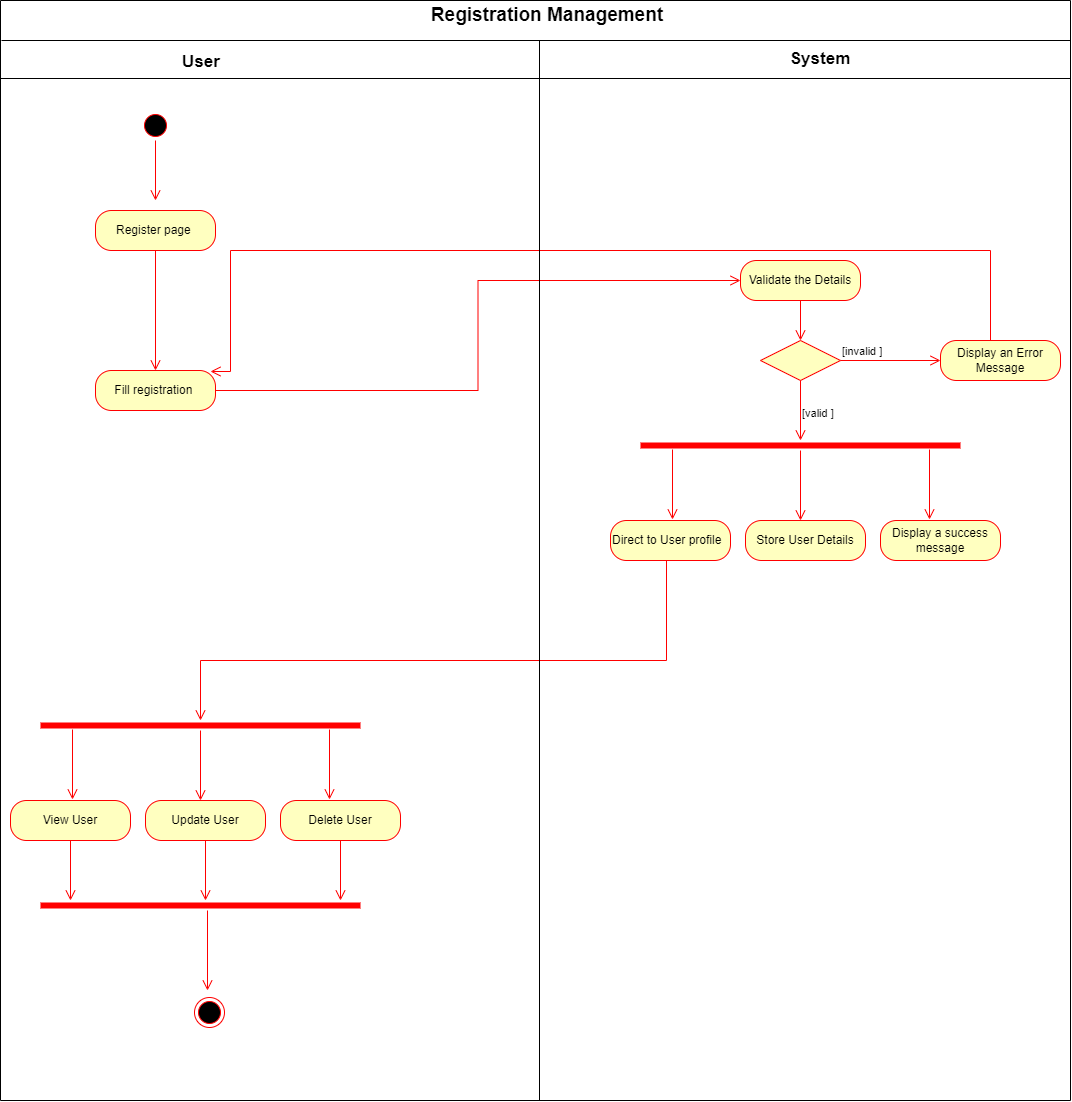 Registration Management
User
System
Register page
Validate the Details
[invalid ]
Display an Error
Message
Fill registration
[valid ]
Direct to User profile
Store User Details
Display a success
message
View User
Update User
Delete User